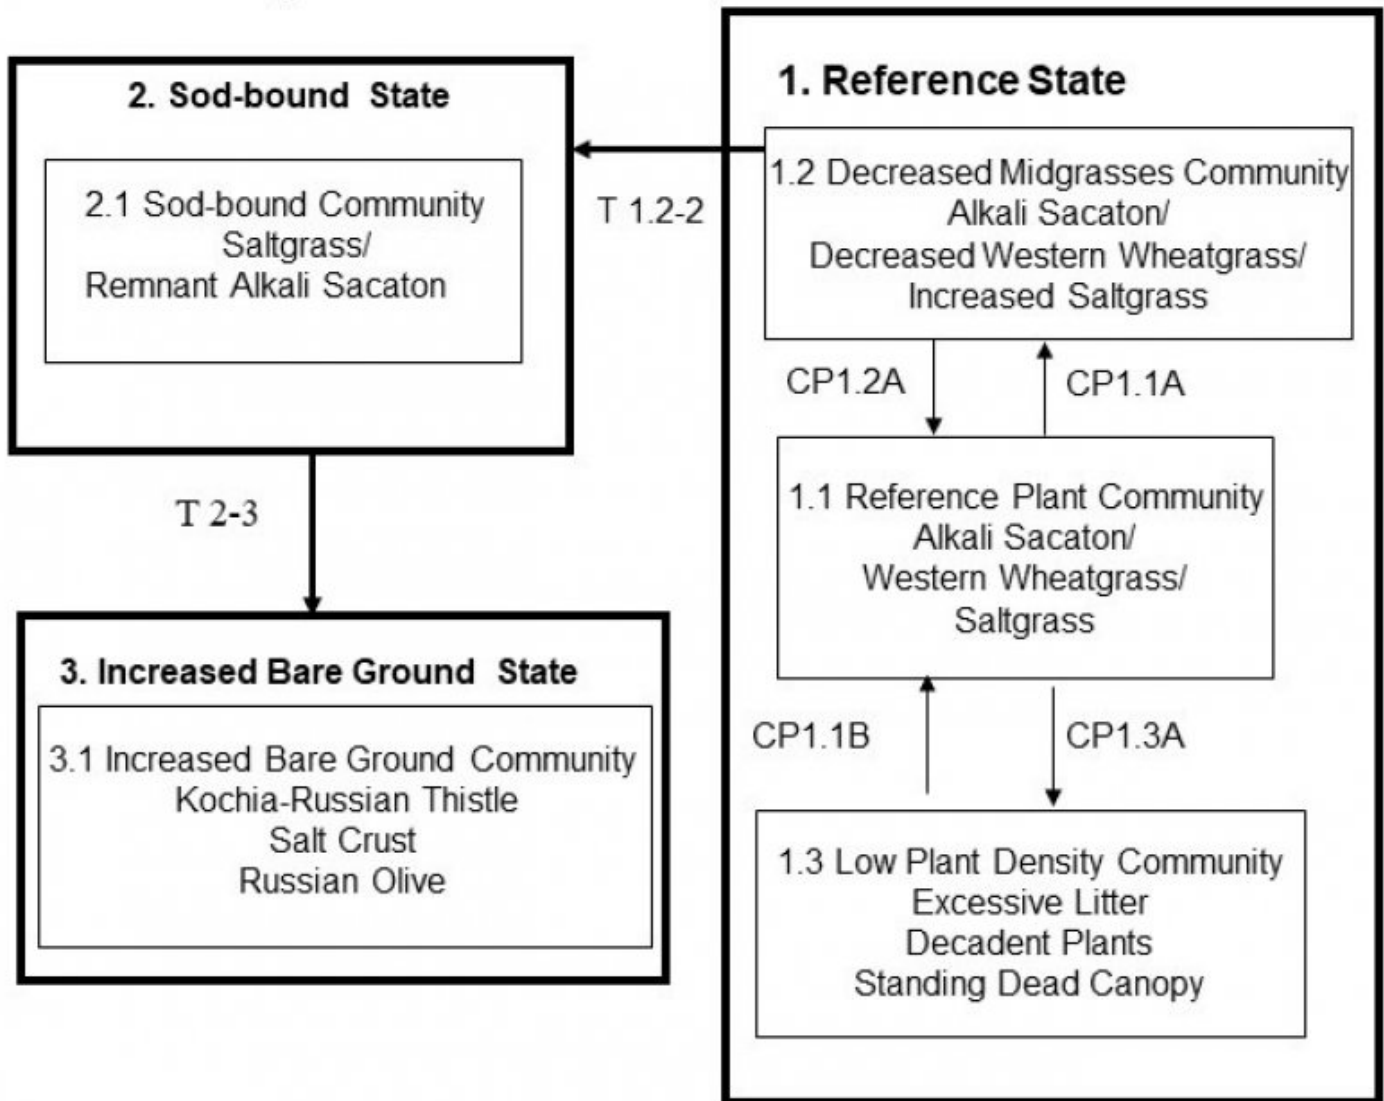 2. Sod-bound State
2.1 Sod-bound Community
Saltgrass/
Remnant Alkali Sacaton
T 1.2-2
T 2-3
3. Increased Bare Ground State
3.1 Increased Bare Ground Community
Kochia-Russian Thistle
Salt Crust
Russian Olive
1. Reference State
1.2 Decreased Midgrasses Community
Alkali Sacaton/
Decreased Western Wheatgrass/
Increased Saltgrass
CP1.2A
CP1.1A
1.1 Reference Plant Community
Alkali Sacaton/
Western Wheatgrass/
Saltgrass
CP1.1B
CP1.3A
1.3 Low Plant Density Community
Excessive Litter
Decadent Plants
Standing Dead Canopy